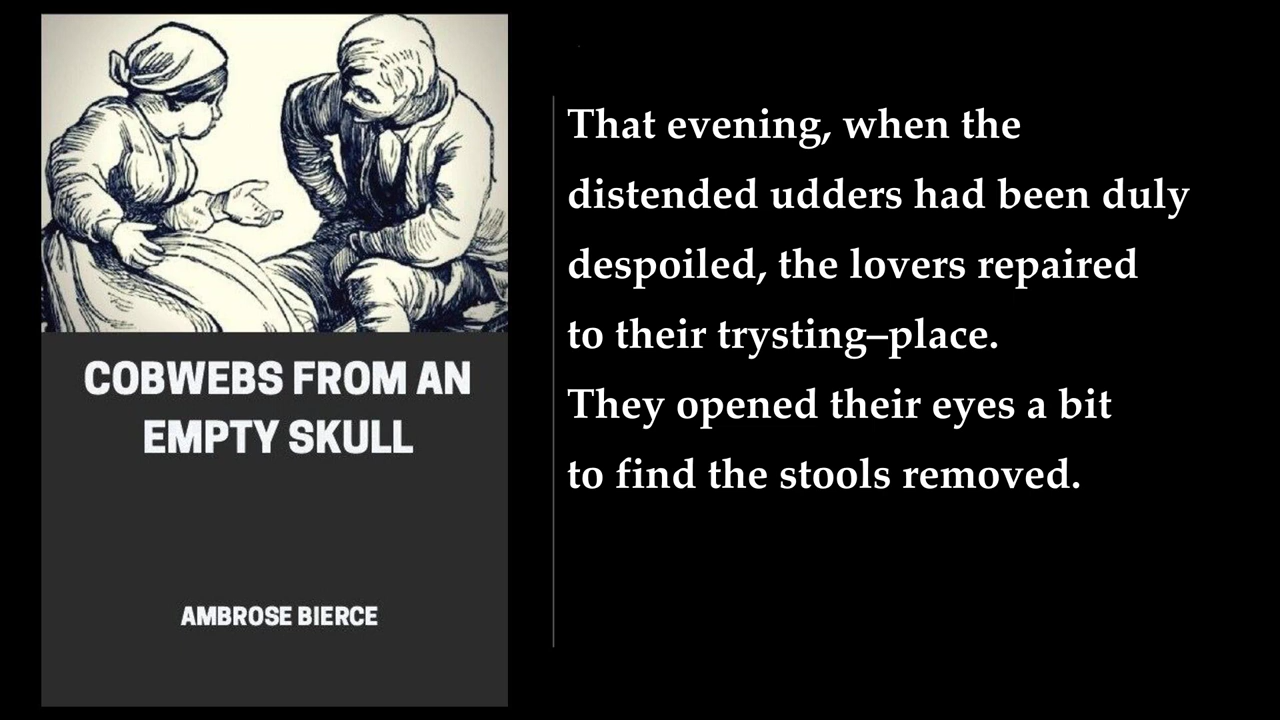 COBWEBS FROM AN
EMPTY SKULL
AMBROSE BIERCE
That evening, when the
distended udders had been duly
despoiled, the lovers repaired
to their trysting–place.
They opened their eyes a bit
to find the stools removed.